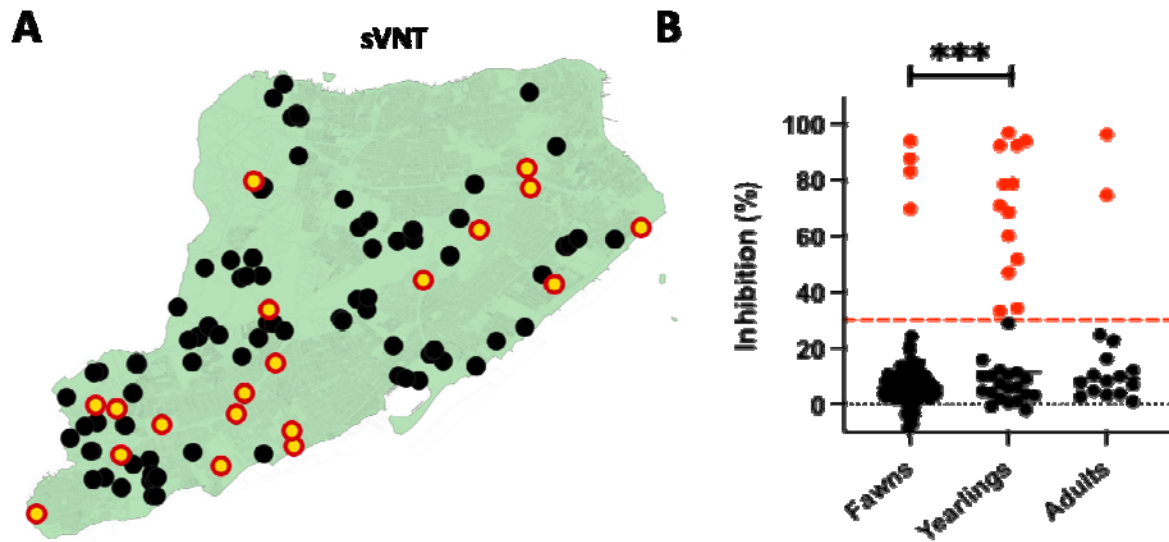 A
sVNT
B
***
100
80
60
40
20
0
Inhibition (%)
Fawns
Yearlings
Adults